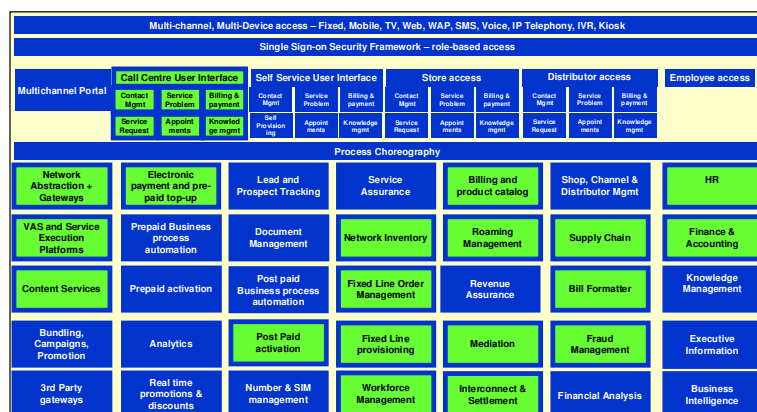 Multi-channel, Multi-Device access – Fixed, Mobile, TV, Web, WAP, SMS, Voice, IP Telephony, IVR, Kiosk
Single Sign-on Security Framework – role-based access
Multichannel Portal
Call Centre User Interface
Contact
Mgmt
Service
Problem
Billing &
payment
Service
Request
Appoint
ments
Knowled
ge mgmt
Self Service User Interface
Contact
Mgmt
Service
Problem
Billing &
payment
Self
Provision
ing
Appoint
ments
Knowledge
mgmt
Store access
Contact
Mgmt
Service
Problem
Billing &
payment
Service
Request
Appoint
ments
Knowledge
mgmt
Distributor access
Contact
Mgmt
Service
Problem
Billing &
payment
Service
Request
Appoint
ments
Knowledge
mgmt
Employee access
Process Choreography
Network
Abstraction +
Gateways
Electronic
payment and pre-
paid top-up
Lead and
Prospect Tracking
Service
Assurance
Billing and
product catalog
Shop, Channel &
Distributor Mgmt
HR
VAS and Service
Execution
Platforms
Prepaid Business
process
automation
Document
Management
Network Inventory
Roaming
Management
Supply Chain
Finance &
Accounting
Content Services
Prepaid activation
Post paid
Business process
automation
Fixed Line Order
Management
Revenue
Assurance
Bill Formatter
Knowledge
Management
Bundling,
Campaigns,
Promotion
Analytics
Post Paid
activation
Fixed Line
provisioning
Mediation
Fraud
Management
Executive
Information
3rd Party
gateways
Real time
promotions &
discounts
Number & SIM
management
Workforce
Management
Interconnect &
Settlement
Financial Analysis
Business
Intelligence